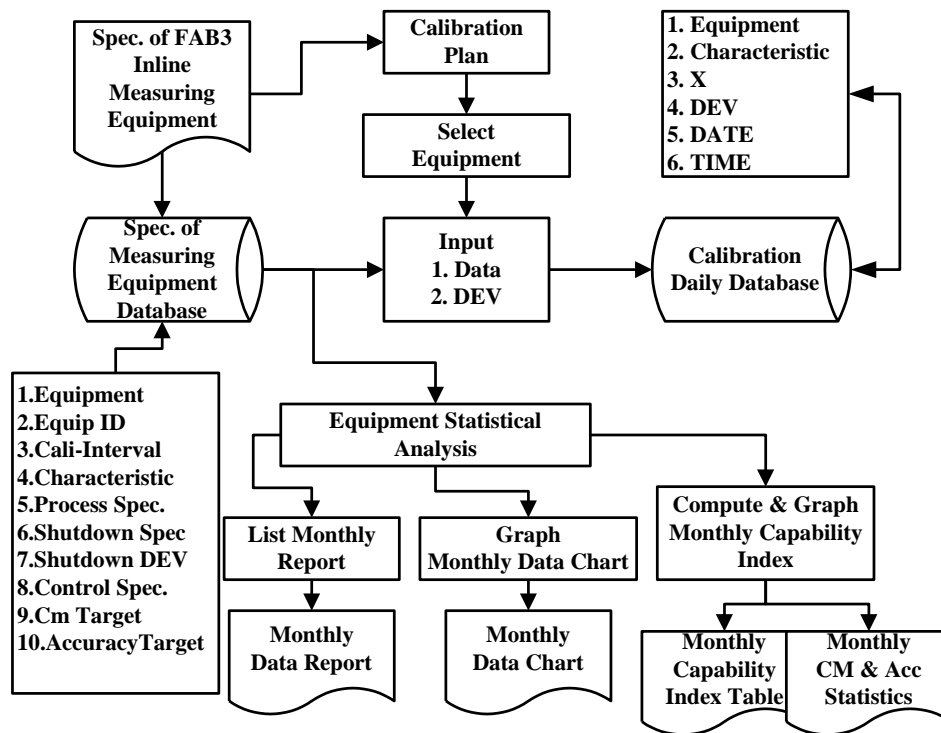 Spec. of FAB3
Inline
Measuring
Equipment
Calibration
Plan
1. Equipment
2. Characteristic
3. X
4. DEV
5. DATE
6. TIME
Select
Equipment
Spec. of
Measuring
Equipment
Database
Input
1. Data
2. DEV
Calibration
Daily Database
1.Equipment
2.Equip ID
3.Cali-Interval
4.Characteristic
5.Process Spec.
6.Shutdown Spec
7.Shutdown DEV
8.Control Spec.
9.Cm Target
10.AccuracyTarget
Equipment Statistical
Analysis
List Monthly
Report
Graph
Monthly Data Chart
Compute & Graph
Monthly Capability
Index
Monthly
Data Report
Monthly
Data Chart
Monthly
Capability
Index Table
Monthly
CM & Acc
Statistics